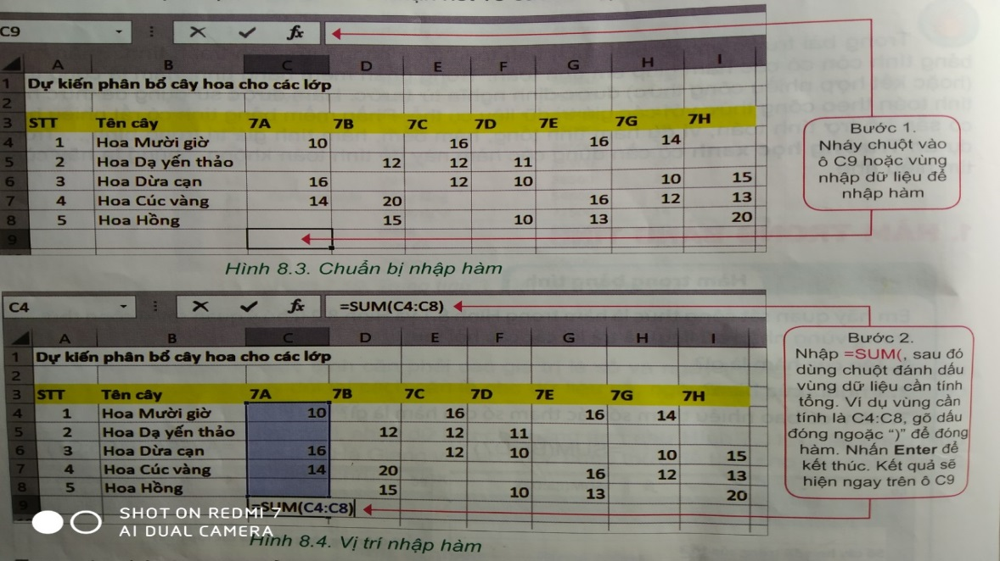 C9 fx
A B C D E F G H I
1 Dự kiến phân bổ cây hoa cho các lớp
2
3 STT Tên cây 7A 7B 7C 7D 7E 7G 7H
4 1 Hoa Mười giờ 10 16 16 14
5 2 Hoa Dạ yến thảo 12 12 11
6 3 Hoa Dừa cạn 16 12 10 10 15
7 4 Hoa Cúc vàng 14 20 16 12 13
8 5 Hoa Hồng 15 10 13 20
9
Bước 1.
Nháy chuột vào
ô C9 hoặc vùng
nhập dữ liệu để
nhập hàm
Hình 8.3. Chuẩn bị nhập hàm
C4 fx =SUM(C4:C8)
A B C D E F G H I
1 Dự kiến phân bổ cây hoa cho các lớp
2
3 STT Tên cây 7A 7B 7C 7D 7E 7G 7H
4 1 Hoa Mười giờ 10 16 16 14
5 2 Hoa Dạ yến thảo 12 12 11
6 3 Hoa Dừa cạn 16 12 10 10 15
7 4 Hoa Cúc vàng 14 20 16 12 13
8 5 Hoa Hồng 15 10 13 20
9 =SUM(C4:C8)
Bước 2.
Nhập =SUM(, sau đó
dùng chuột đánh dấu
vùng dữ liệu cần tính
tổng. Ví dụ vùng cần
tính là C4:C8, gõ dấu
đóng ngoặc “)” để đóng
hàm. Nhấn Enter để
kết thúc. Kết quả sẽ
hiện ngay trên ô C9
Hình 8.4. Vị trí nhập hàm
SHOT ON REDMI 7
AI DUAL CAMERA